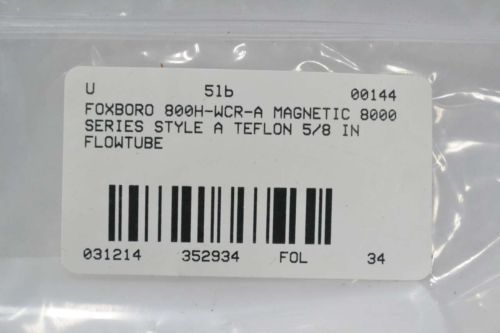 U 51b 00144
FOXBORO 800H-WCR-A MAGNETIC 8000
SERIES STYLE A TEFLON 5/8 IN
FLOWTUBE
031214 352934 FOL 34